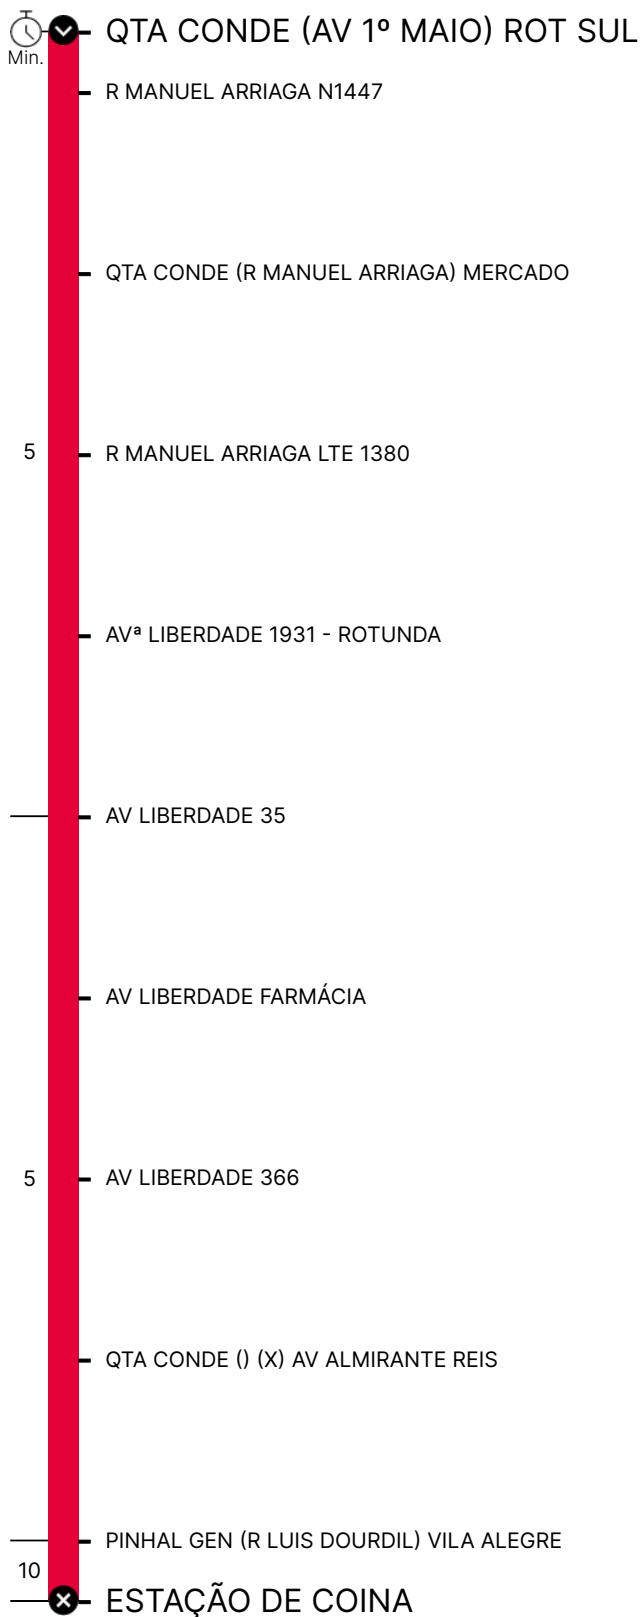 QTA CONDE (AV 1º MAIO) ROT SUL
Min.
R MANUEL ARRIAGA N1447
QTA CONDE (R MANUEL ARRIAGA) MERCADO
5
R MANUEL ARRIAGA LTE 1380
AVª LIBERDADE 1931 - ROTUNDA
AV LIBERDADE 35
AV LIBERDADE FARMÁCIA
5
AV LIBERDADE 366
QTA CONDE () (X) AV ALMIRANTE REIS
PINHAL GEN (R LUIS DOURDIL) VILA ALEGRE
10
ESTAÇÃO DE COINA